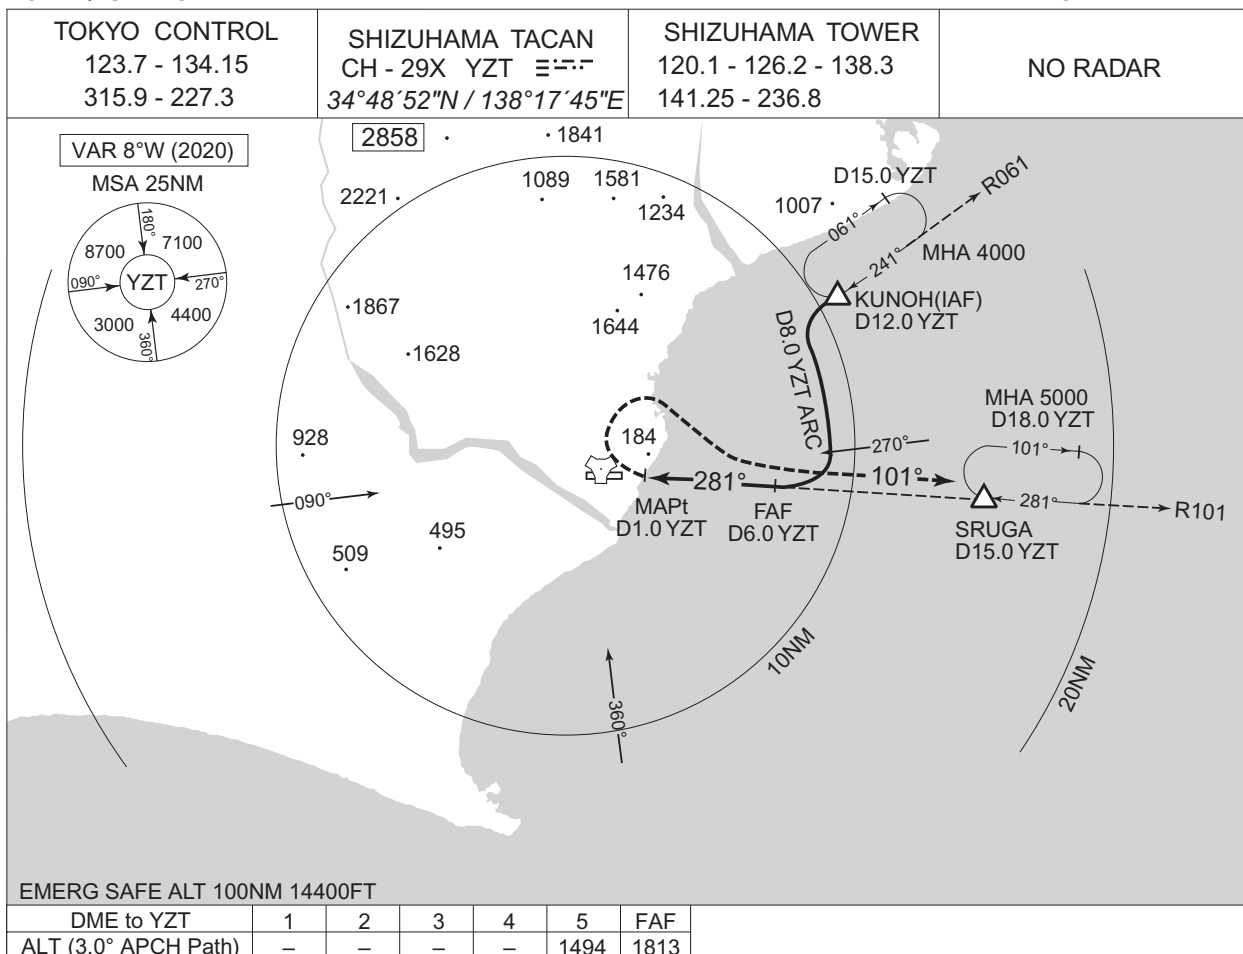 TOKYO CONTROL
123.7 - 134.15
315.9 - 227.3
SHIZUHAMA TACAN
CH - 29X YZT
34°48´52"N / 138°17´45"E
SHIZUHAMA TOWER
120.1 - 126.2 - 138.3
141.25 - 236.8
NO RADAR
VAR 8°W (2020)
MSA 25NM
180°
8700
7100
090°
YZT
270°
3000
4400
360°
2858
1841
2221
1089
1581
1234
1007
D15.0 YZT
R061
061°
241°
MHA 4000
1476
1867
1644
1628
KUNOH(IAF)
D12.0 YZT
D8.0 YZT ARC
MHA 5000
D18.0 YZT
928
184
270°
101°
281°
101°
281°
R101
090°
MAPt
D1.0 YZT
FAF
D6.0 YZT
SRUGA
D15.0 YZT
495
509
10NM
20NM
360°
EMERG SAFE ALT 100NM 14400FT
DME to YZT 1 2 3 4 5 FAF
ALT (3.0° APCH Path) – – – – 1494 1813